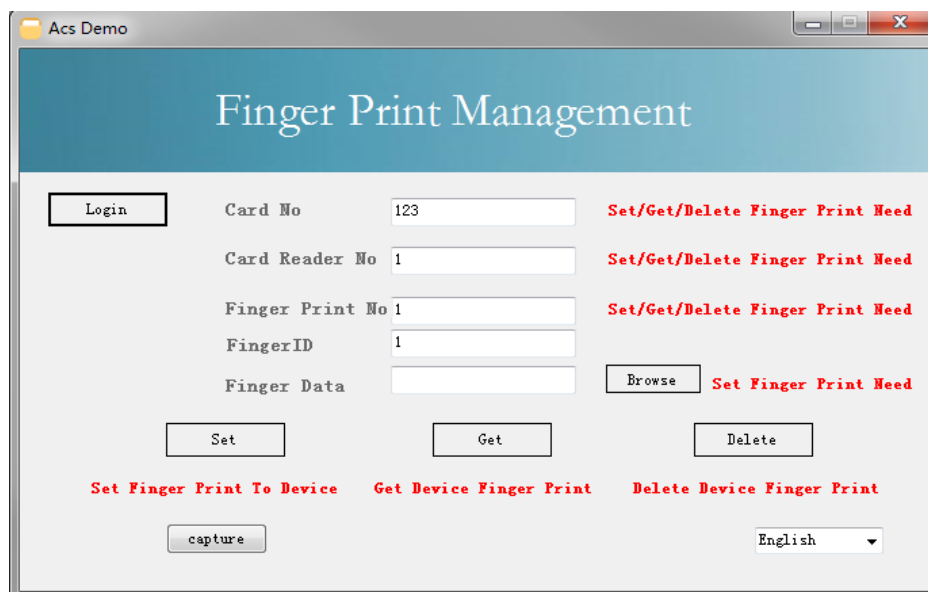 Acs Demo
Finger Print Management
Login Card No 123 Set/Get/Delete Finger Print Need
Card Reader No 1 Set/Get/Delete Finger Print Need
Finger Print No 1 Set/Get/Delete Finger Print Need
FingerID 1
Finger Data Browse Set Finger Print Need
Set Get Delete
Set Finger Print To Device Get Device Finger Print Delete Device Finger Print
capture English